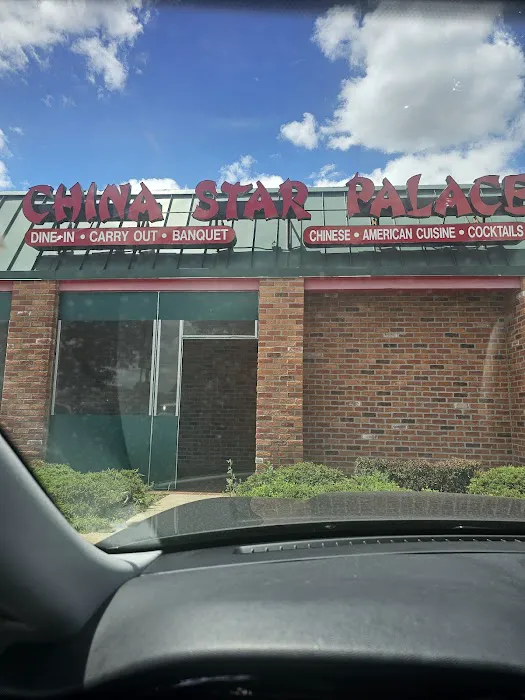 CHINA STAR PALACE
DINE-IN • CARRY OUT • BANQUET
CHINESE • AMERICAN CUISINE • COCKTAILS